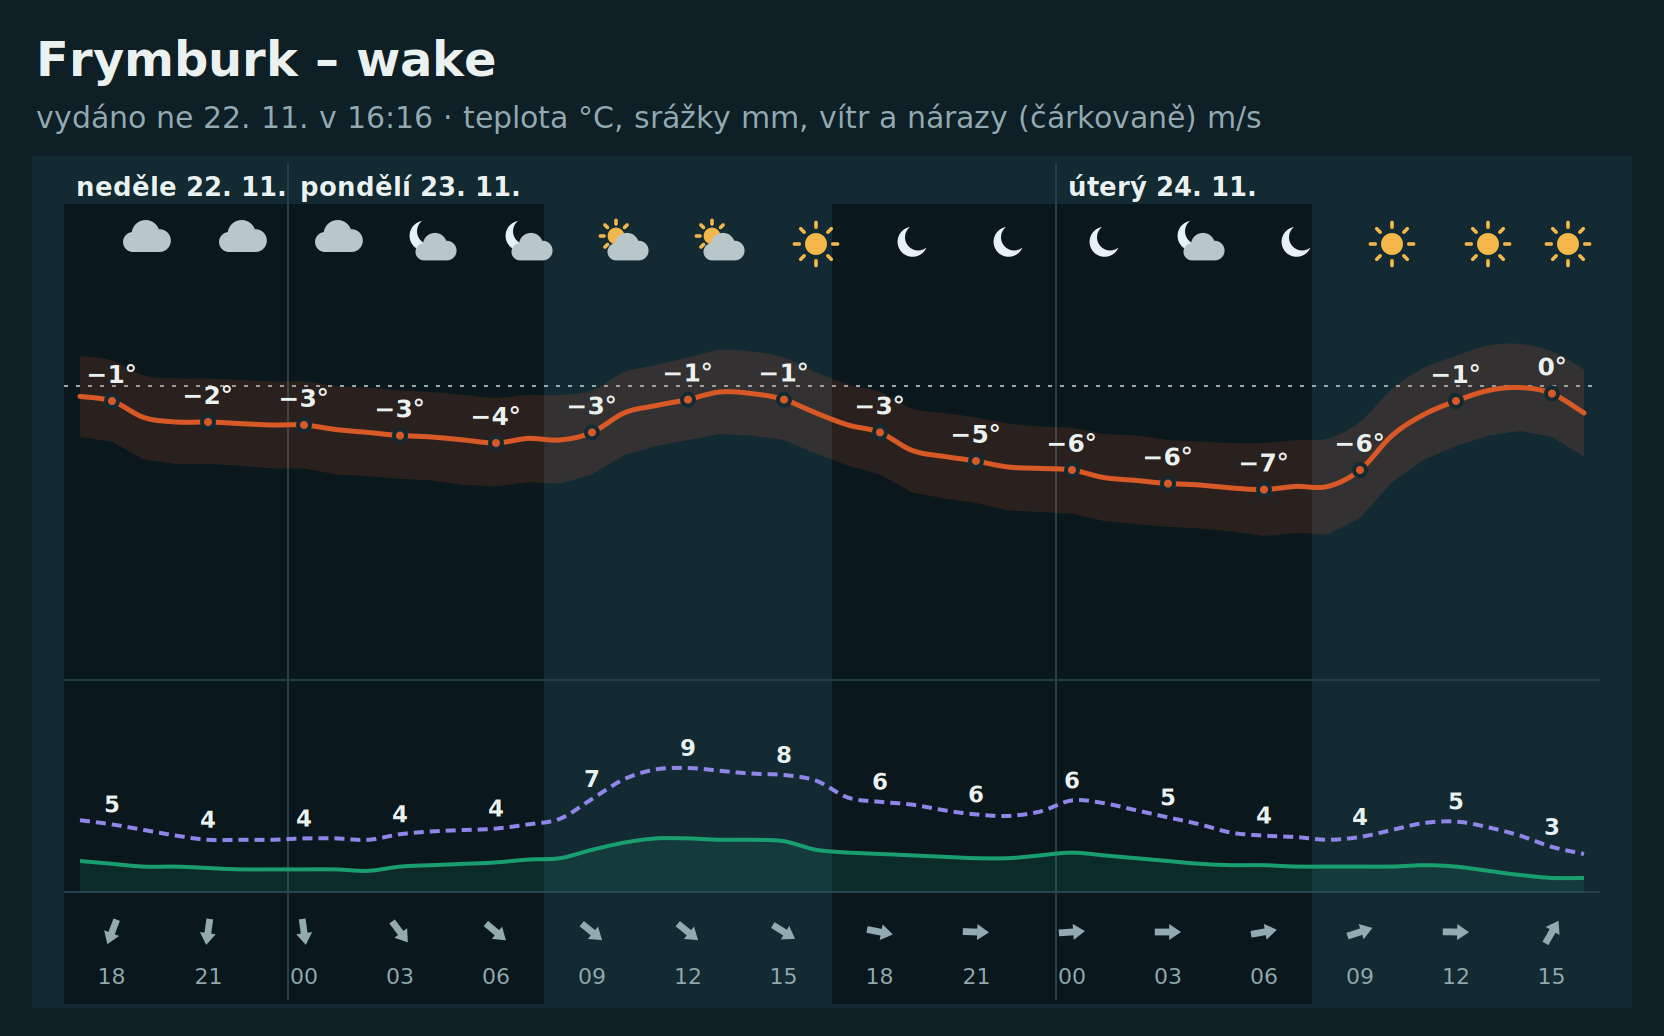 Frymburk – wake
vydáno ne 22. 11. v 16:16 · teplota °C, srážky mm, vítr a nárazy (čárkovaně) m/s
neděle 22. 11. pondělí 23. 11. úterý 24. 11.
−1° −2° −3° −3° −4° −3° −1° −1° −3° −5° −6° −6° −7° −6° −1° 0°
5 4 4 4 4 7 9 8 6 6 6 5 4 4 5 3
18 21 00 03 06 09 12 15 18 21 00 03 06 09 12 15